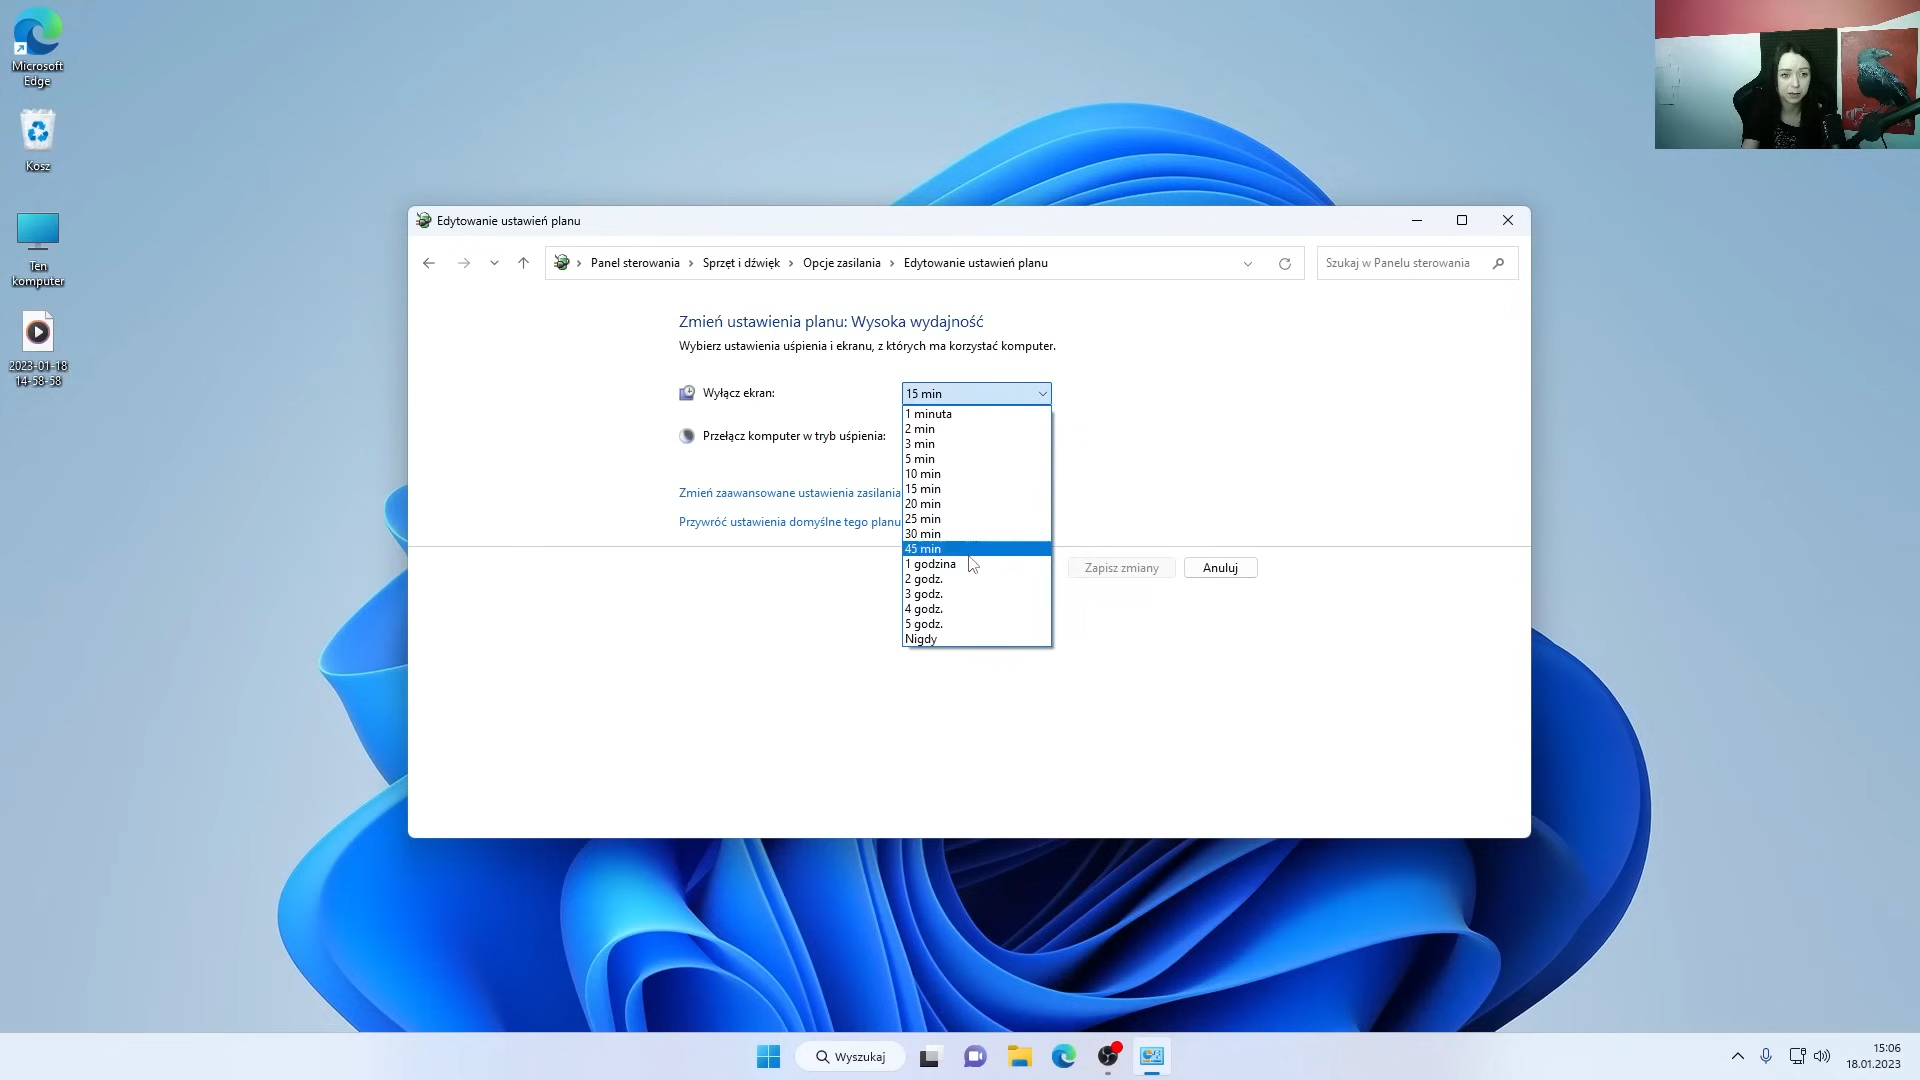 Microsoft
Edge
Kosz
Ten
komputer
2023-01-18
14-58-58
Edytowanie ustawień planu
Panel sterowania > Sprzęt i dźwięk > Opcje zasilania > Edytowanie ustawień planu
Szukaj w Panelu sterowania
Zmień ustawienia planu: Wysoka wydajność
Wybierz ustawienia uśpienia i ekranu, z których ma korzystać komputer.
Wyłącz ekran:
15 min
1 minuta
2 min
3 min
Przełącz komputer w tryb uśpienia:
5 min
10 min
15 min
Zmień zaawansowane ustawienia zasilania
20 min
25 min
Przywróć ustawienia domyślne tego planu
30 min
45 min
1 godzina
Zapisz zmiany
Anuluj
2 godz.
3 godz.
4 godz.
5 godz.
Nigdy
Wyszukaj
15:06
18.01.2023